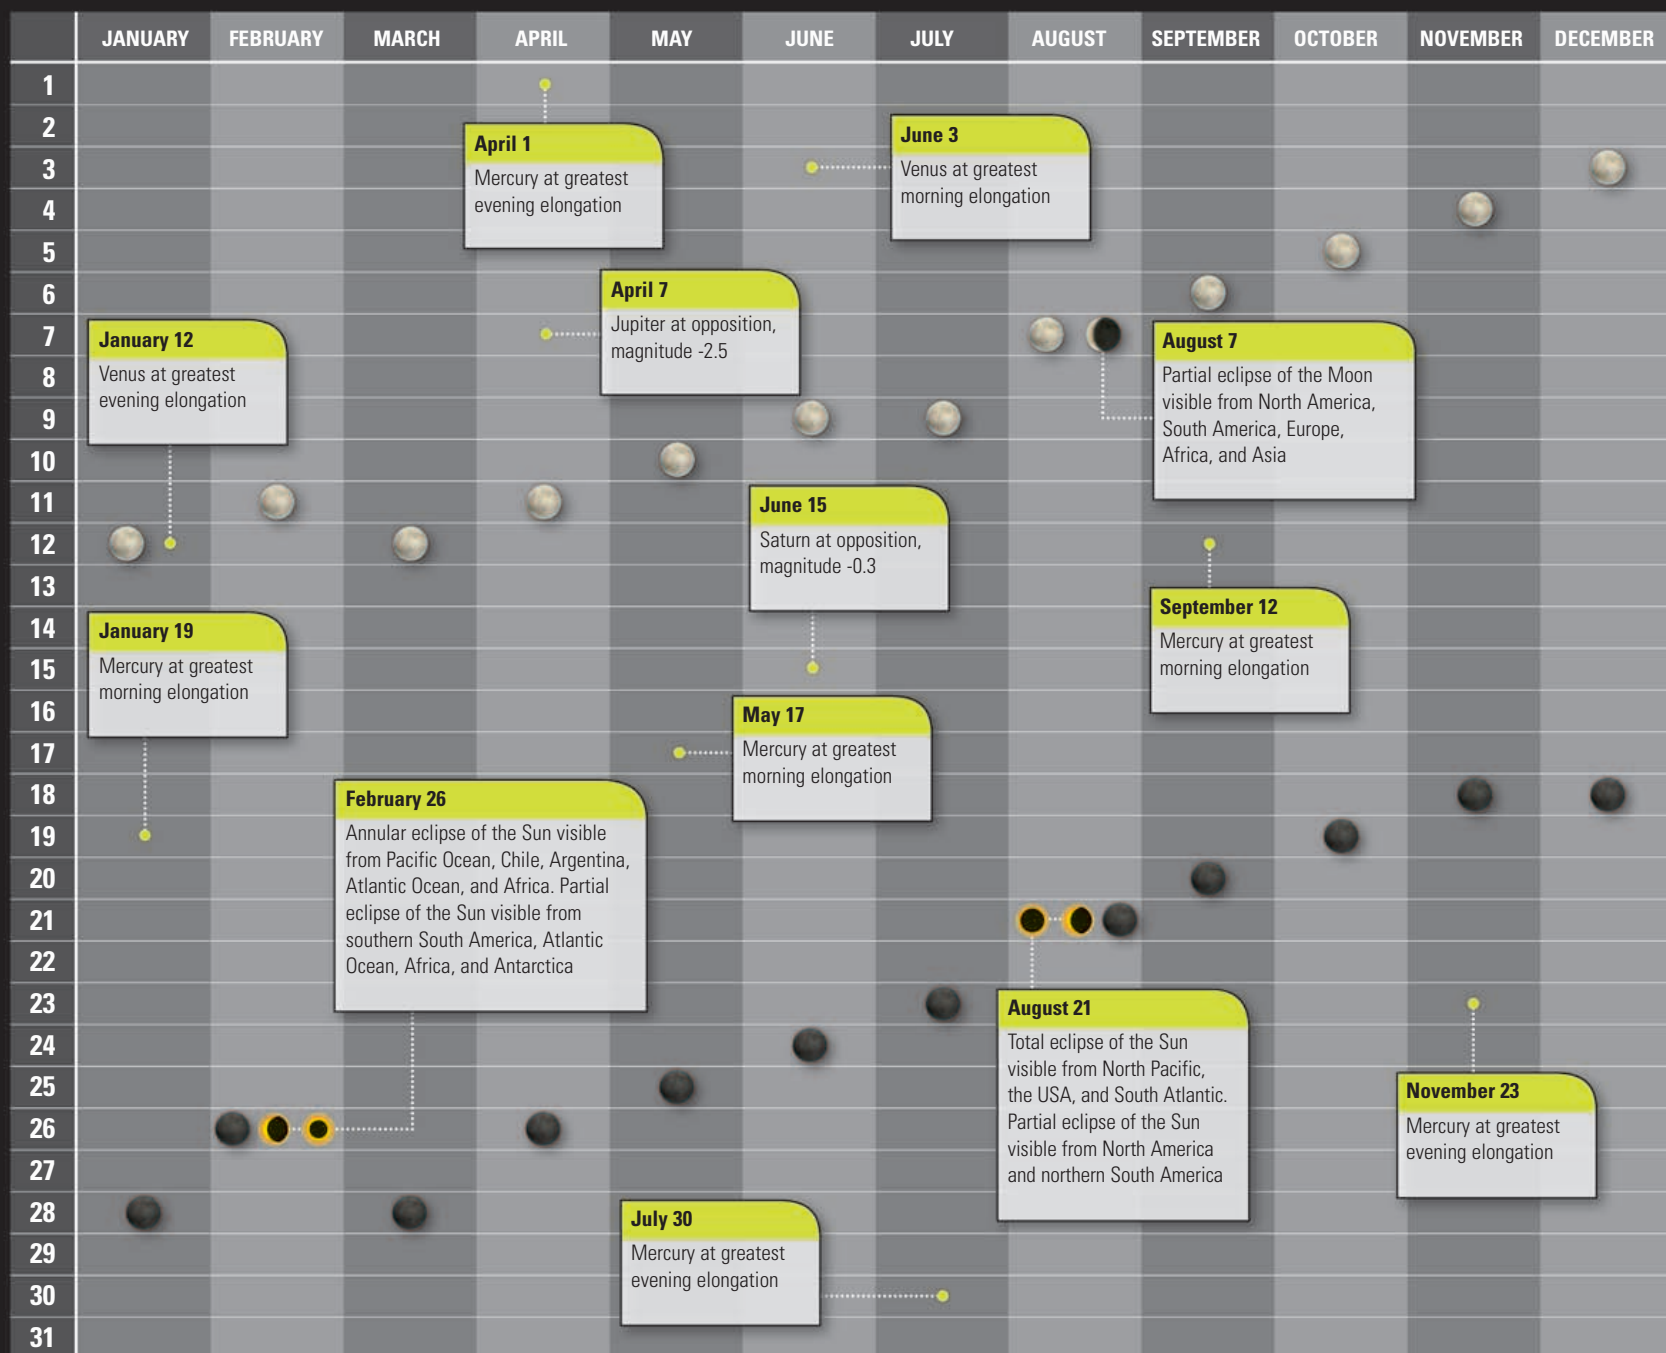 JANUARY FEBRUARY MARCH APRIL MAY JUNE JULY AUGUST SEPTEMBER OCTOBER NOVEMBER DECEMBER
1
2
3
4
5
6
7
8
9
10
11
12
13
14
15
16
17
18
19
20
21
22
23
24
25
26
27
28
29
30
31
January 12
Venus at greatest
evening elongation
January 19
Mercury at greatest
morning elongation
February 26
Annular eclipse of the Sun visible
from Pacific Ocean, Chile, Argentina,
Atlantic Ocean, and Africa. Partial
eclipse of the Sun visible from
southern South America, Atlantic
Ocean, Africa, and Antarctica
April 1
Mercury at greatest
evening elongation
April 7
Jupiter at opposition,
magnitude -2.5
May 17
Mercury at greatest
morning elongation
June 3
Venus at greatest
morning elongation
June 15
Saturn at opposition,
magnitude -0.3
July 30
Mercury at greatest
evening elongation
August 7
Partial eclipse of the Moon
visible from North America,
South America, Europe,
Africa, and Asia
August 21
Total eclipse of the Sun
visible from North Pacific,
the USA, and South Atlantic.
Partial eclipse of the Sun
visible from North America
and northern South America
September 12
Mercury at greatest
morning elongation
November 23
Mercury at greatest
evening elongation